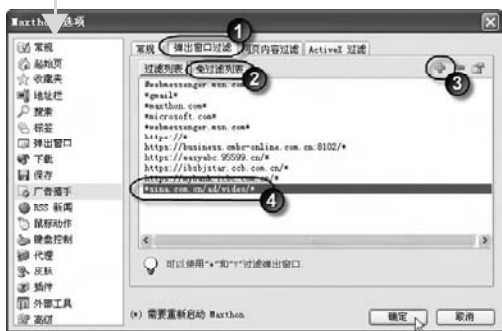 Maxthon 选项
常规
起始页
收藏夹
地址栏
搜索
标签
弹出窗口
下载
保存
广告猎手
RSS 新闻
鼠标动作
键盘控制
代理
皮肤
插件
外部工具
高级
常规 弹出窗口过滤 网页内容过滤 ActiveX 过滤
过滤列表 免过滤列表
1
2
3
@webmessenger.msn.com*
*gmail*
*maxthon.com*
*microsoft.com*
*webmessenger.msn.com*
https://*
https://business.cmbc-online.com.cn:8102/*
https://easyabc.95599.cn/*
https://ibsbjstar.ccb.com.cn/*
https://mybank.icbc.com.cn/*
*sina.com.cn/ad/video/*
4
可以使用"*"和"?"过滤弹出窗口.
(*) 需要重新启动 Maxthon
确定 取消